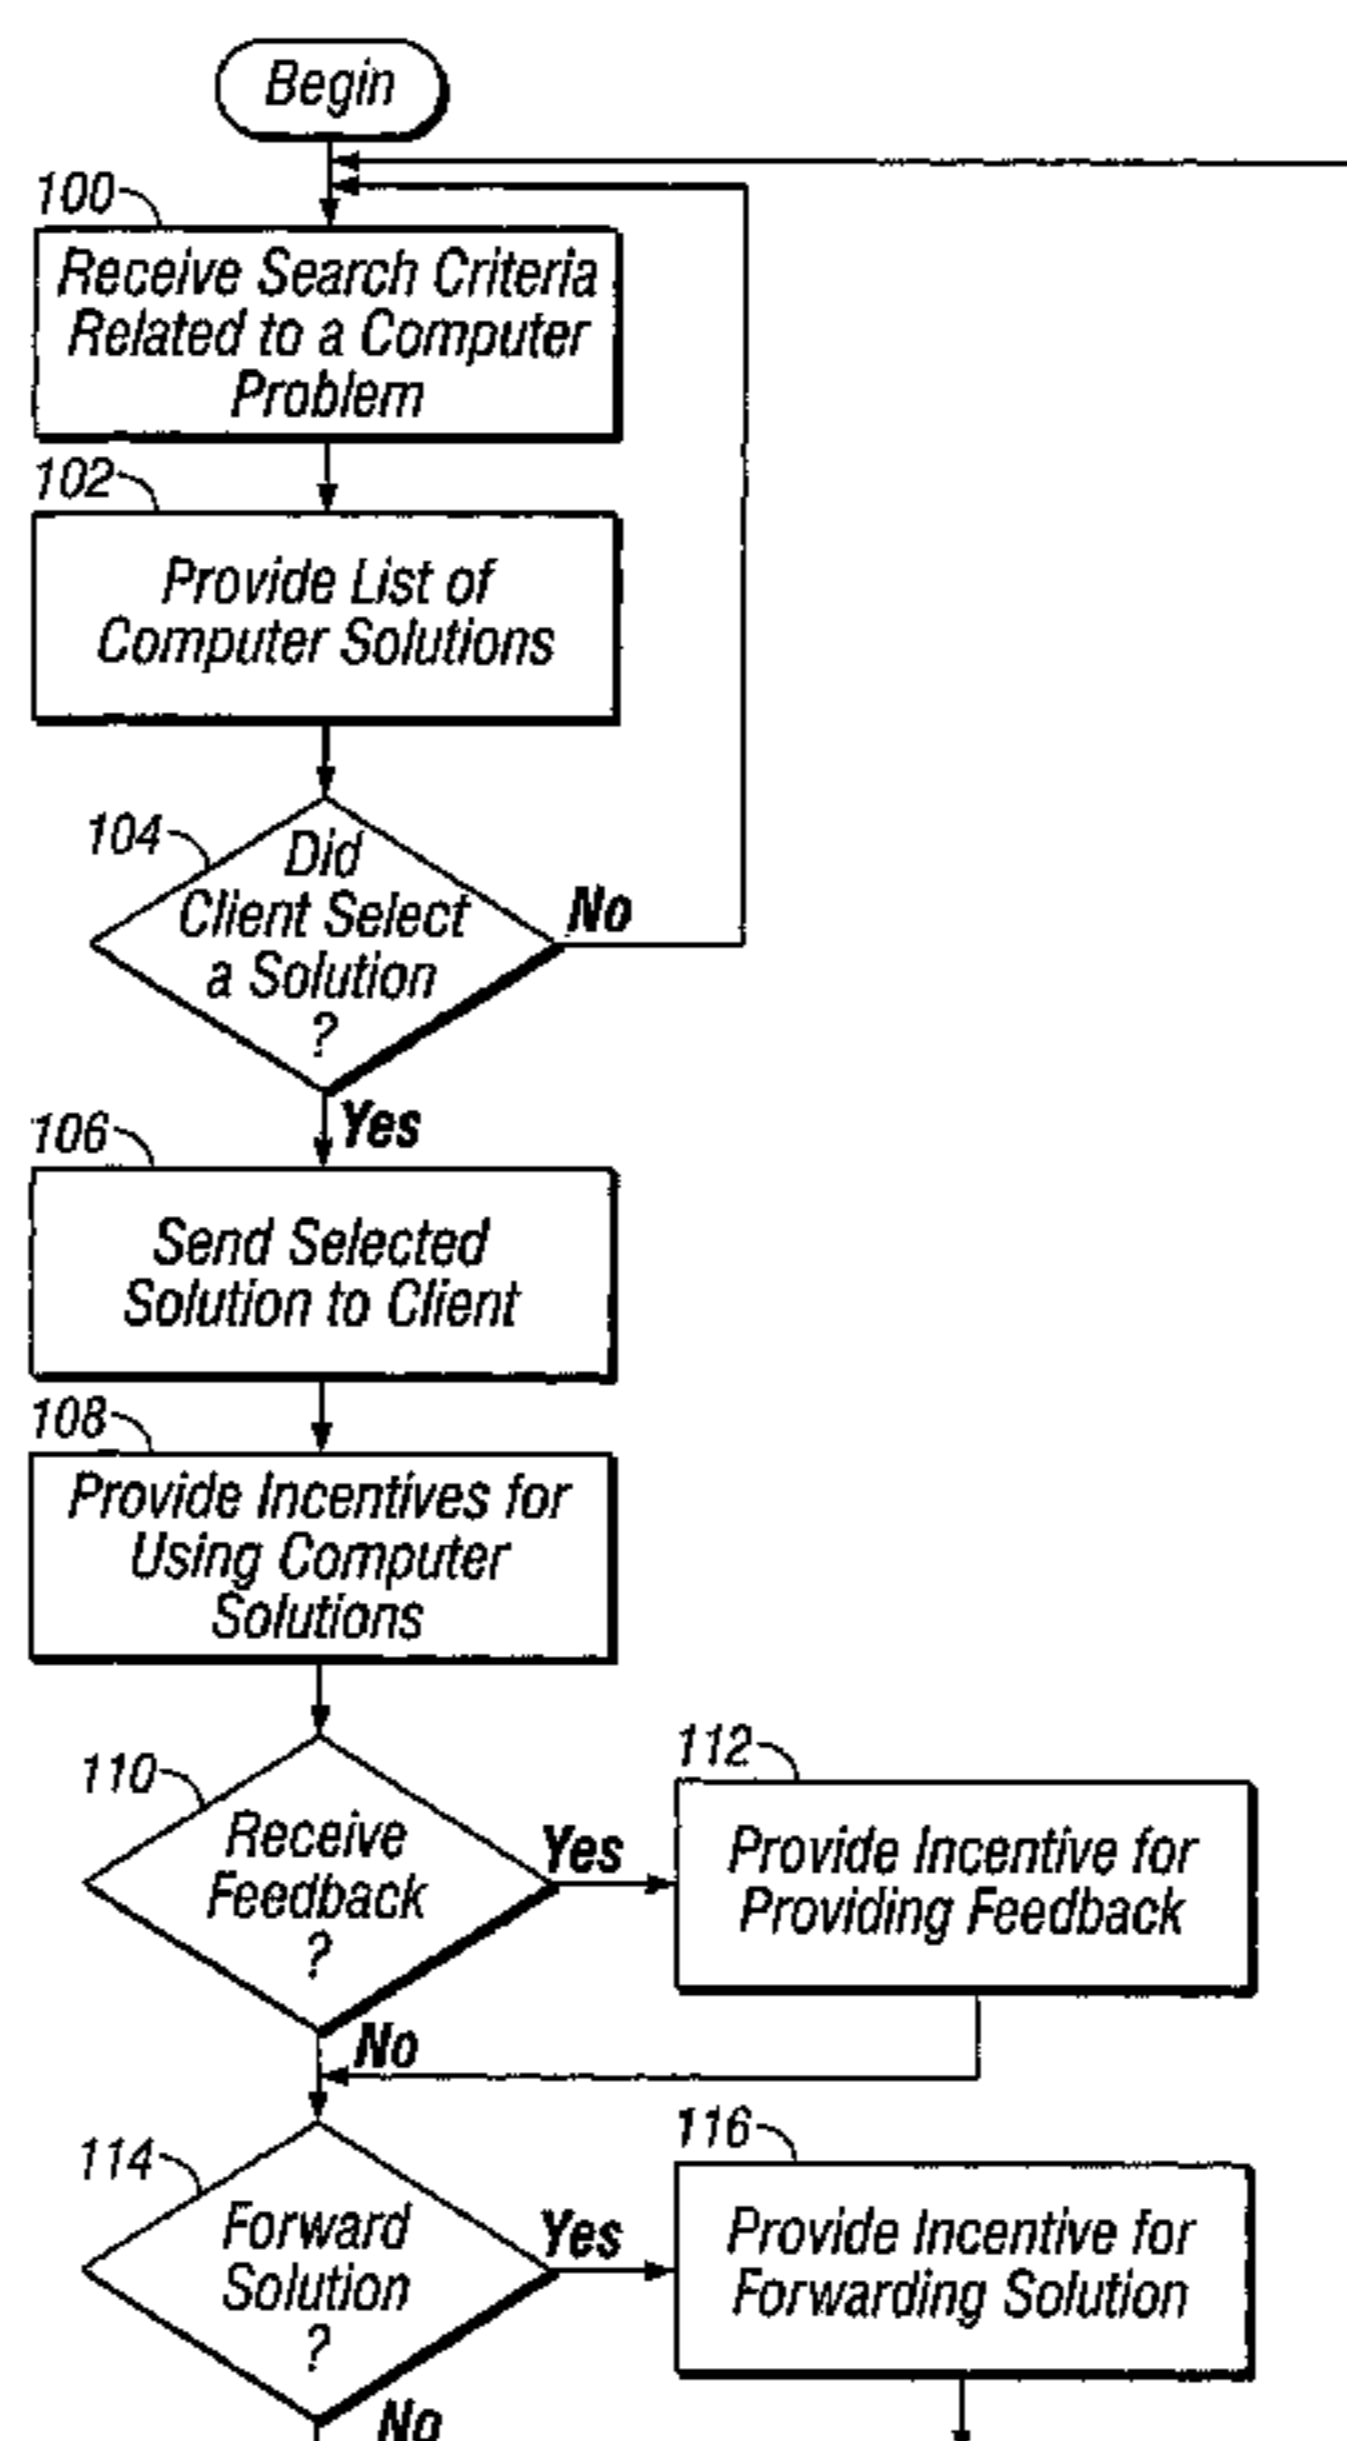 Begin
100
Receive Search Criteria
Related to a Computer
Problem
102
Provide List of
Computer Solutions
104
Did
Client Select
a Solution
?
No
Yes
106
Send Selected
Solution to Client
108
Provide Incentives for
Using Computer
Solutions
110
Receive
Feedback
?
Yes
112
Provide Incentive for
Providing Feedback
No
114
Forward
Solution
?
Yes
116
Provide Incentive for
Forwarding Solution
No